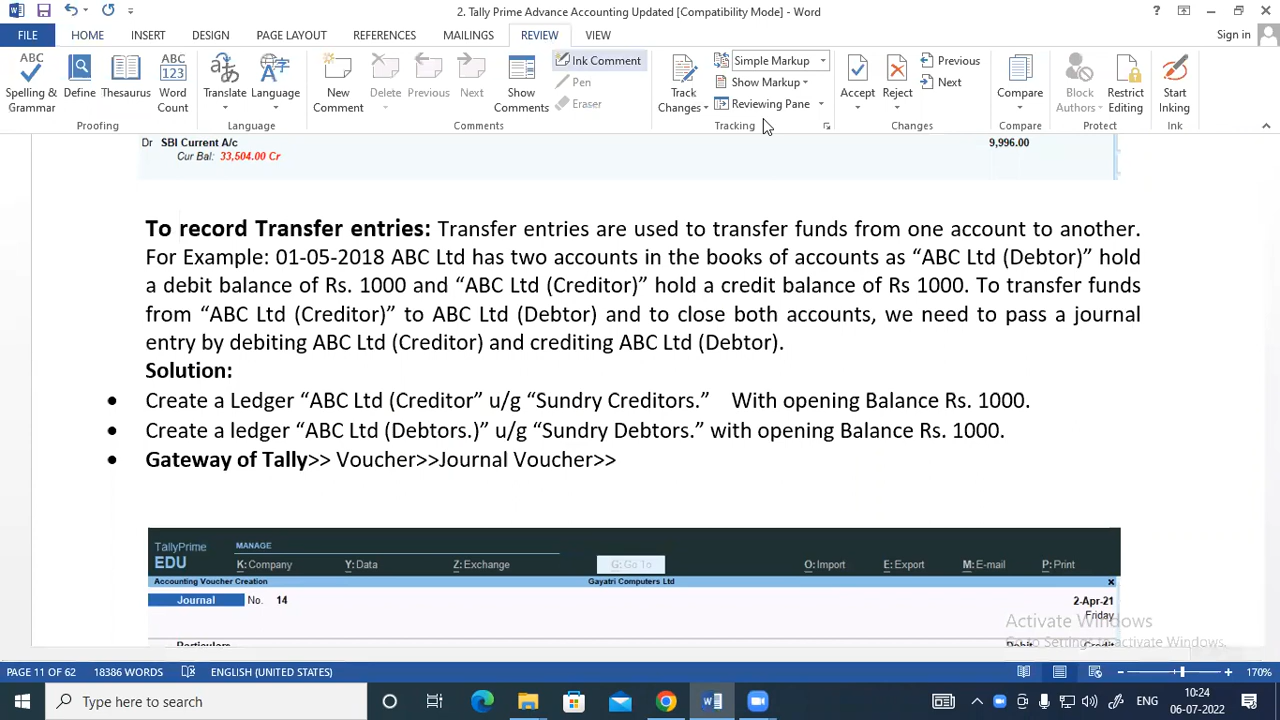 2. Tally Prime Advance Accounting Updated [Compatibility Mode] - Word
Sign in
FILE HOME INSERT DESIGN PAGE LAYOUT REFERENCES MAILINGS REVIEW VIEW
Spelling & Grammar
Define
Thesaurus
Word Count
Translate
Language
New Comment
Delete
Previous
Next
Show Comments
Ink Comment
Pen
Eraser
Track Changes
Simple Markup
Show Markup
Reviewing Pane
Accept
Reject
Previous
Next
Compare
Block Authors
Restrict Editing
Start Inking
Proofing Language Comments Tracking Changes Compare Protect Ink
Dr SBI Current A/c 9,996.00
Cur Bal: 33,504.00 Cr
To record Transfer entries: Transfer entries are used to transfer funds from one account to another.
For Example: 01-05-2018 ABC Ltd has two accounts in the books of accounts as “ABC Ltd (Debtor)” hold
a debit balance of Rs. 1000 and “ABC Ltd (Creditor)” hold a credit balance of Rs 1000. To transfer funds
from “ABC Ltd (Creditor)” to ABC Ltd (Debtor) and to close both accounts, we need to pass a journal
entry by debiting ABC Ltd (Creditor) and crediting ABC Ltd (Debtor).
Solution:
• Create a Ledger “ABC Ltd (Creditor” u/g “Sundry Creditors.” With opening Balance Rs. 1000.
• Create a ledger “ABC Ltd (Debtors.)” u/g “Sundry Debtors.” with opening Balance Rs. 1000.
• Gateway of Tally>> Voucher>>Journal Voucher>>
TallyPrime MANAGE
EDU K: Company Y: Data Z: Exchange G: Go To O: Import E: Export M: E-mail P: Print
Accounting Voucher Creation Gayatri Computers Ltd x
Journal No. 14 2-Apr-21
Friday
Particulars Debit Credit
Activate Windows
Go to Settings to activate Windows.
PAGE 11 OF 62 18386 WORDS ENGLISH (UNITED STATES) 170%
Type here to search
ENG
10:24
06-07-2022